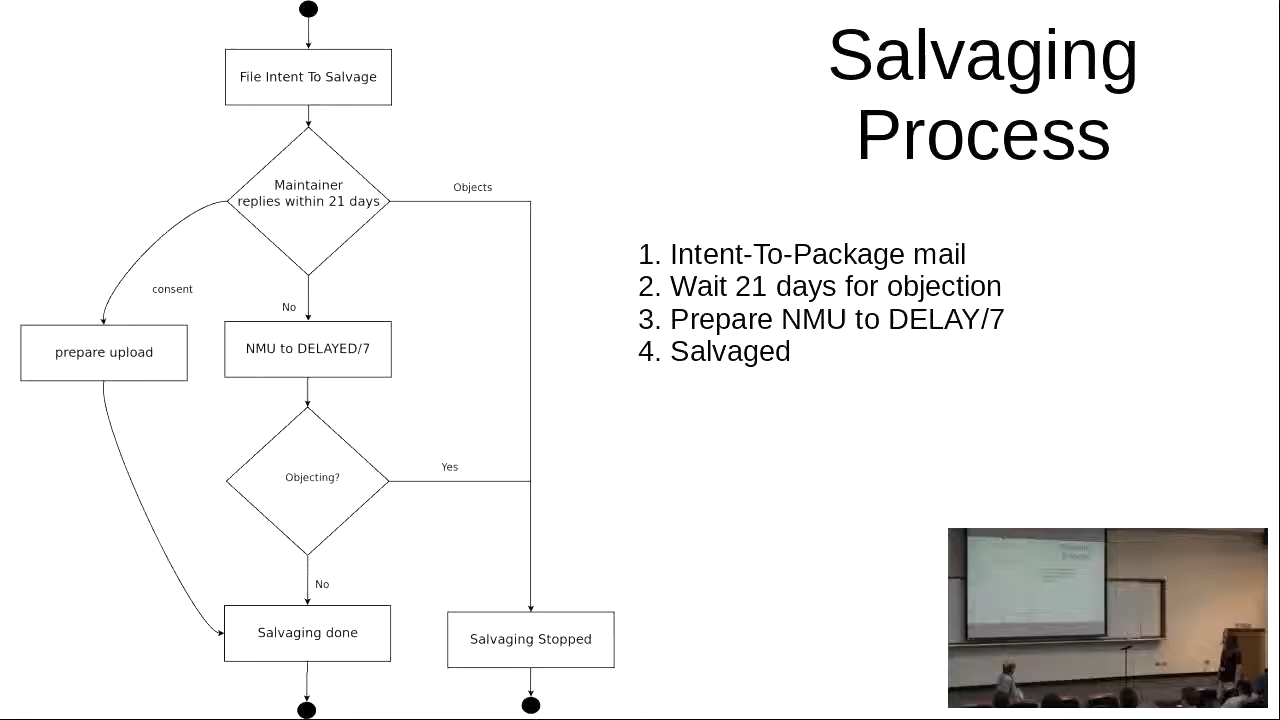 Salvaging
Process
File Intent To Salvage
Maintainer
replies within 21 days
Objects
consent
No
prepare upload
NMU to DELAYED/7
Objecting?
Yes
No
Salvaging done
Salvaging Stopped
1. Intent-To-Package mail
2. Wait 21 days for objection
3. Prepare NMU to DELAY/7
4. Salvaged